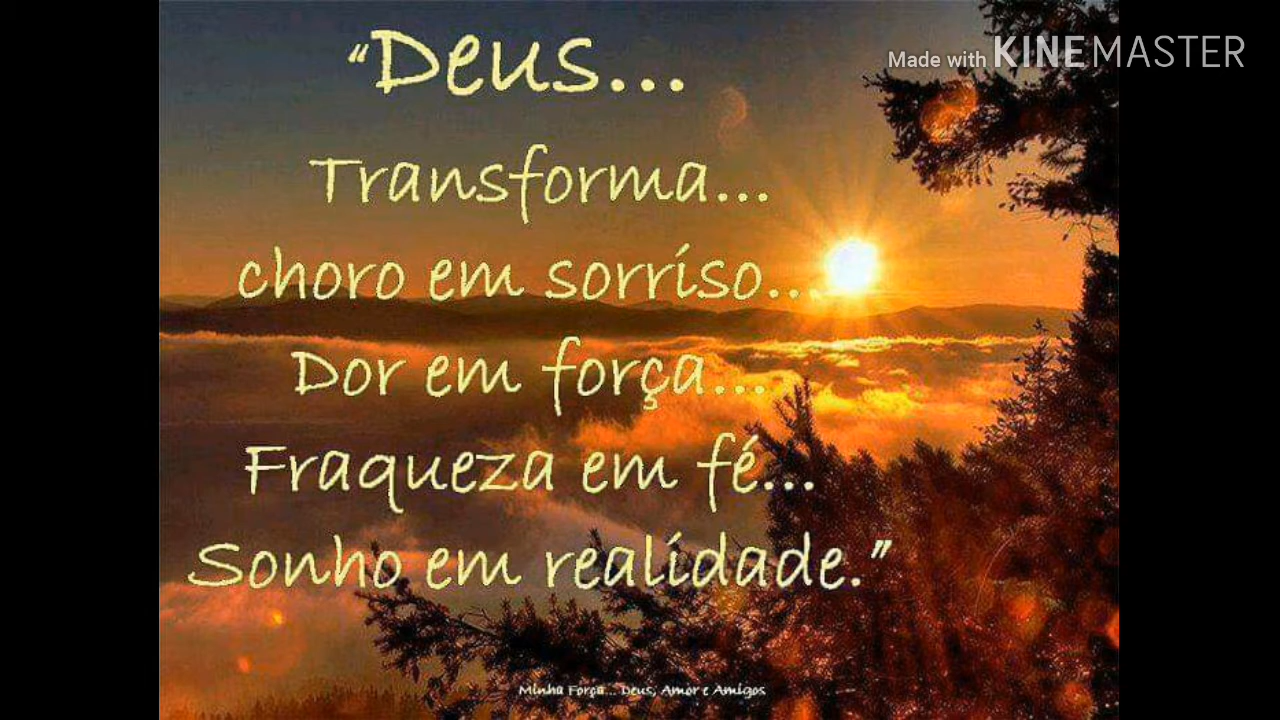 Made with KINEMASTER
“Deus...
Transforma...
choro em sorriso...
Dor em força...
Fraqueza em fé...
Sonho em realidade.”
Minha Força... Deus, Amor e Amigos